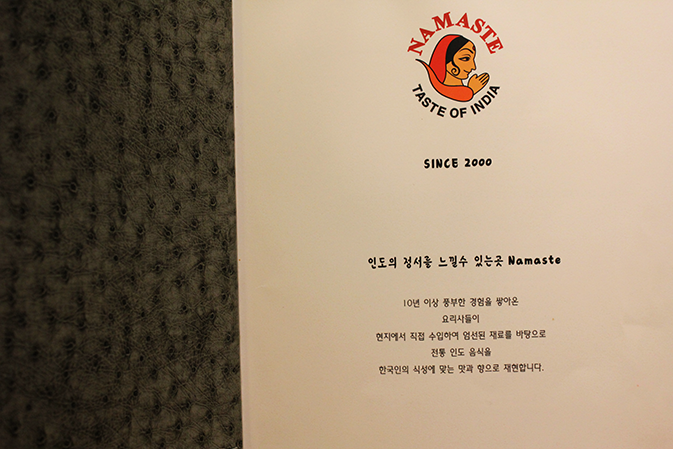 NAMASTE
TASTE OF INDIA
SINCE 2000
인도의 정서를 느낄수 있는곳 Namaste
10년 이상 풍부한 경험을 쌓아온
요리사들이
현지에서 직접 수입하여 엄선된 재료를 바탕으로
전통 인도 음식을
한국인의 식성에 맞는 맛과 향으로 재현합니다.